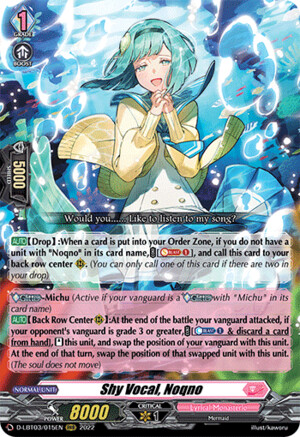 1
GRADE
BOOST
5000
SHIELD
Would you...... Like to listen to my song?
AUTO【Drop】:When a card is put into your Order Zone, if you do not have a
unit with "Noqno" in its card name, [ 1], and call this card to your
back row center. (You can only call one of this card if there are two in
your drop)
-Michu (Active if your vanguard is a with "Michu" in its
card name)
AUTO Back Row Center :At the end of the battle your vanguard attacked, if
your opponent's vanguard is grade 3 or greater, [ 1 & discard a card
from hand], this unit, and swap the position of your vanguard with this unit.
At the end of that turn, swap the position of that swapped unit with this unit.
(The soul does not move)
NORMAL UNIT
Shy Vocal, Noqno
Lyrical Monasterio
Mermaid
POWER
8000
CRITICAL
1
D-LBT03/015EN RRR 2022
illust/kaworu